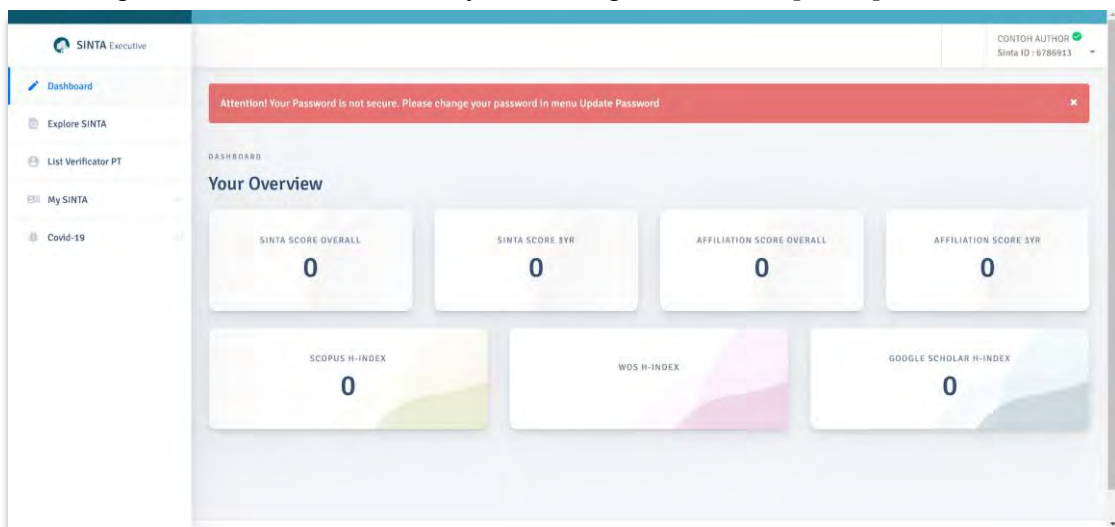 SINTA Executive
CONTOH AUTHOR
Sinta ID : 6786913
Dashboard
Explore SINTA
List Verificator PT
My SINTA
Covid-19
Attention! Your Password is not secure. Please change your password in menu Update Password
DASHBOARD
Your Overview
SINTA SCORE OVERALL
0
SINTA SCORE 3YR
0
AFFILIATION SCORE OVERALL
0
AFFILIATION SCORE 3YR
0
SCOPUS H-INDEX
0
WOS H-INDEX
GOOGLE SCHOLAR H-INDEX
0